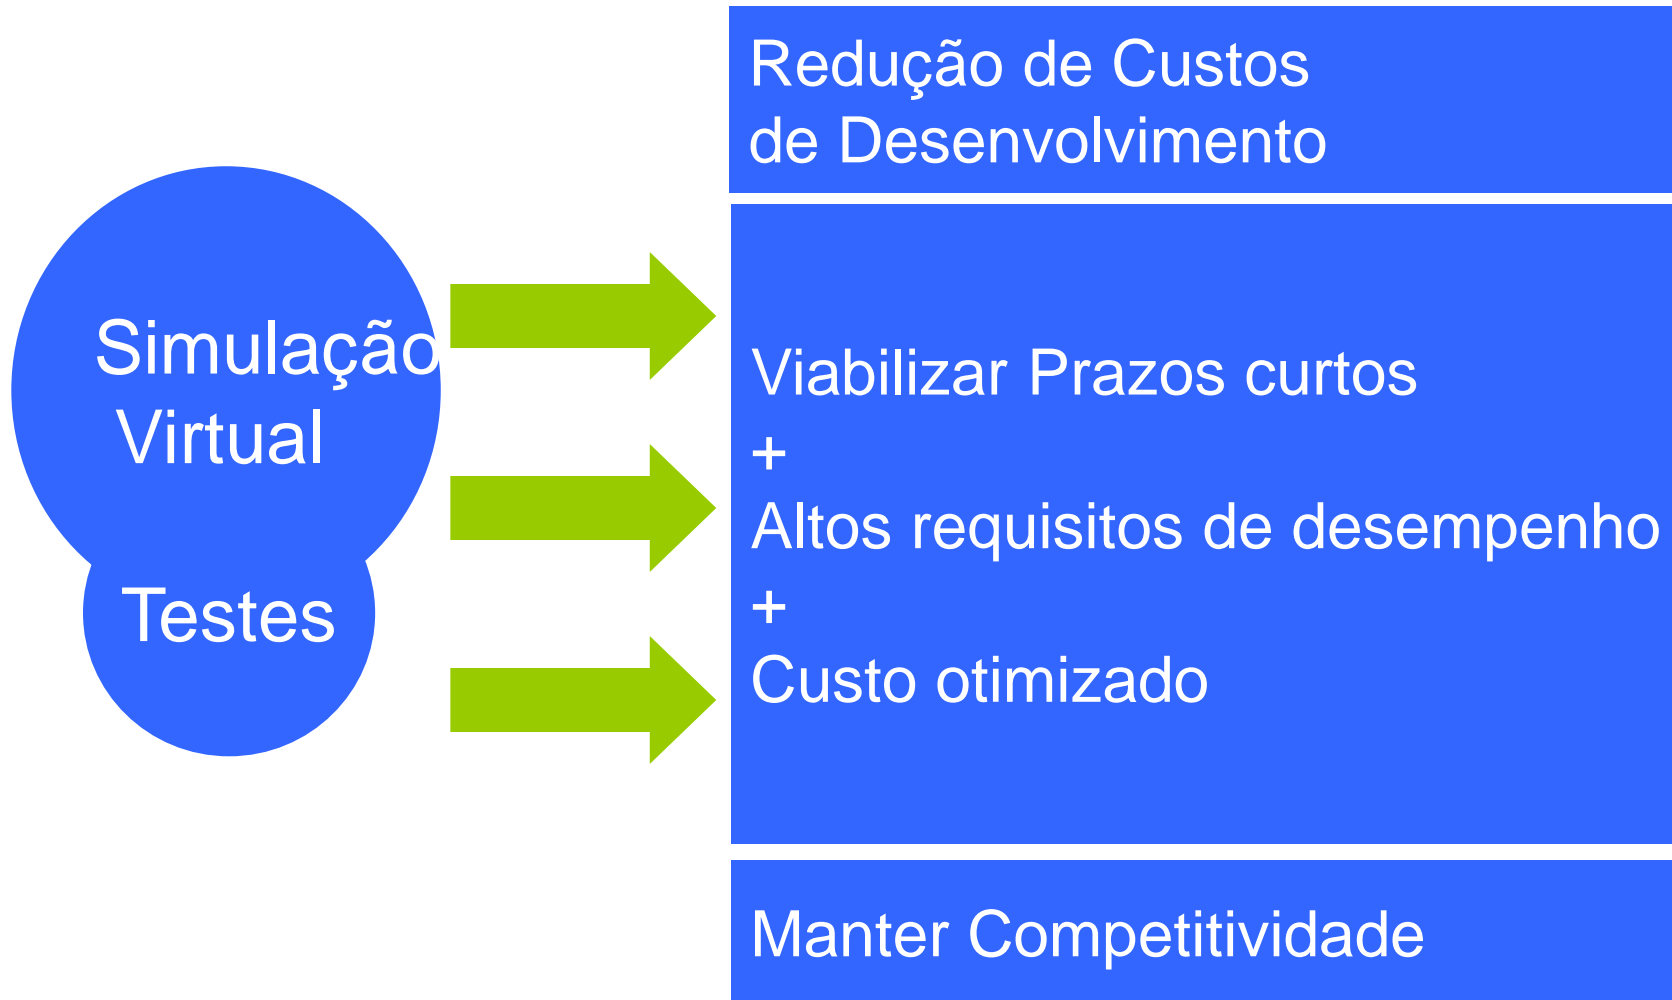 Simulação
Virtual
Testes
Redução de Custos
de Desenvolvimento
Viabilizar Prazos curtos
+
Altos requisitos de desempenho
+
Custo otimizado
Manter Competitividade